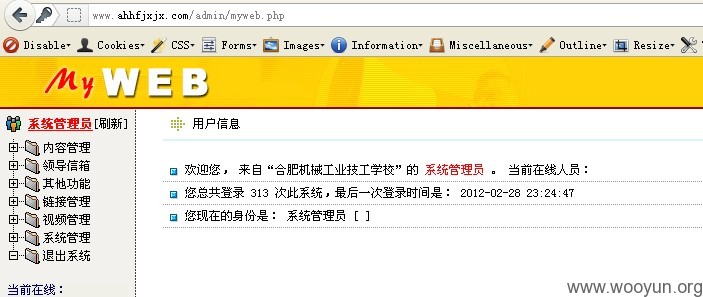 www.ahhfjxjx.com/admin/myweb.php
Disable Cookies CSS Forms Images Information Miscellaneous Outline Resize
My WEB
系统管理员[刷新]
用户信息
内容管理
领导信箱
其他功能
链接管理
视频管理
系统管理
退出系统
当前在线：
欢迎您， 来自“合肥机械工业技工学校”的 系统管理员 。 当前在线人员：
您总共登录 313 次此系统，最后一次登录时间是： 2012-02-28 23:24:47
您现在的身份是： 系统管理员 [ ]
www.wooyun.org